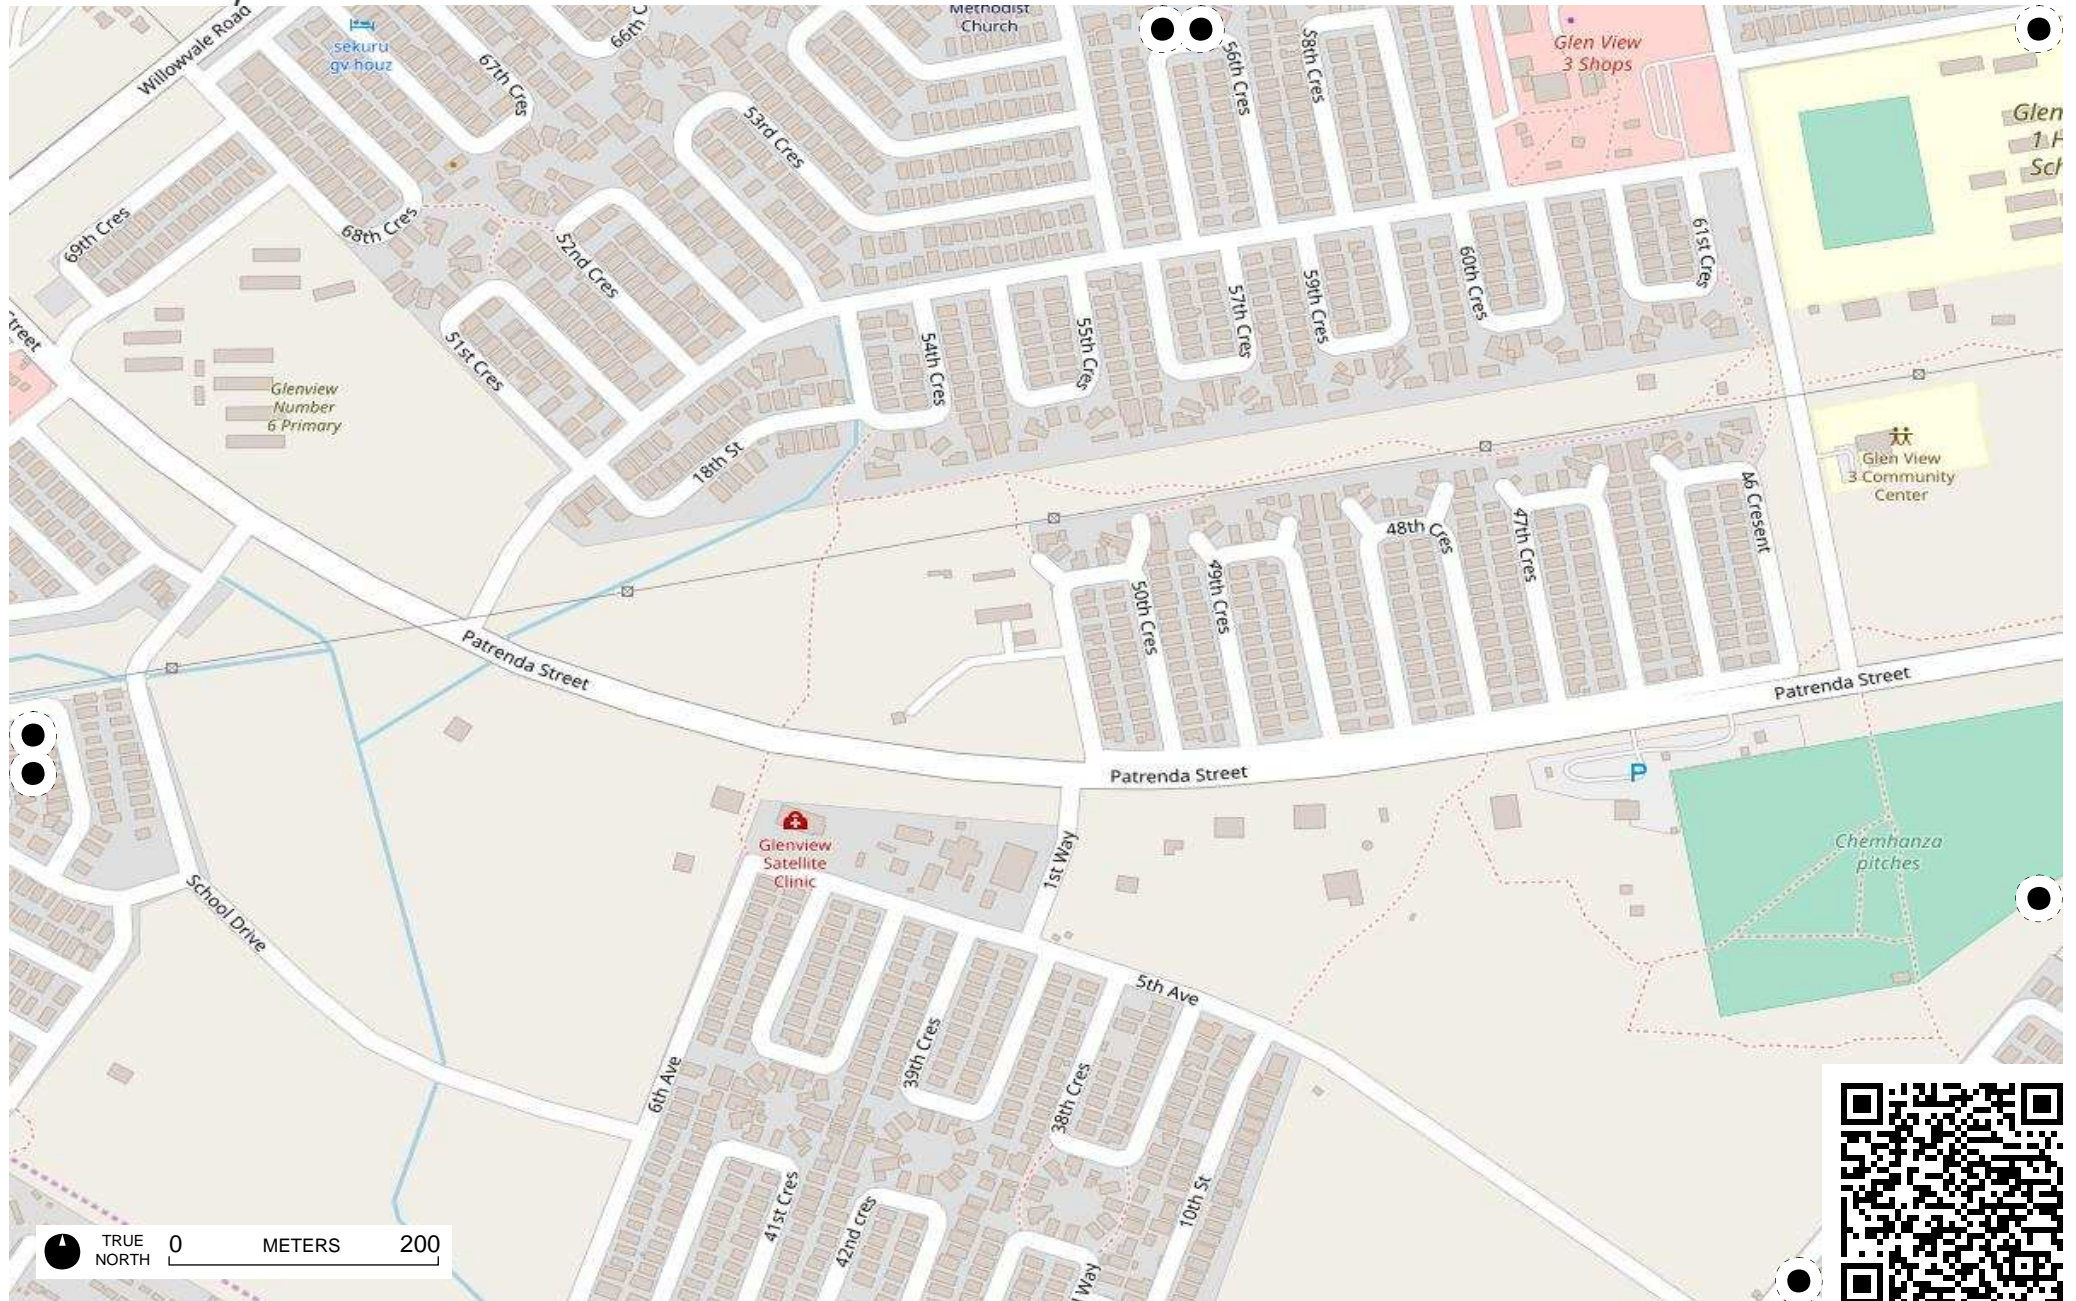 Willowvale Road
sekuru
gv houz
67th Cres
66th C
Methodist
Church
56th Cres
58th Cres
Glen View
3 Shops
53rd Cres
Glen
1 H
Sch
69th Cres
68th Cres
52nd Cres
61st Cres
60th Cres
59th Cres
57th Cres
55th Cres
54th Cres
51st Cres
Street
Glenview
Number
6 Primary
18th St
Glen View
3 Community
Center
46 Cresent
47th Cres
48th Cres
49th Cres
50th Cres
Patrenda Street
Patrenda Street
Patrenda Street
P
Glenview
Satellite
Clinic
1st Way
Chemhanza
pitches
School Drive
5th Ave
6th Ave
39th Cres
38th Cres
41st Cres
42nd cres
10th St
Way
TRUE
NORTH
0 METERS 200